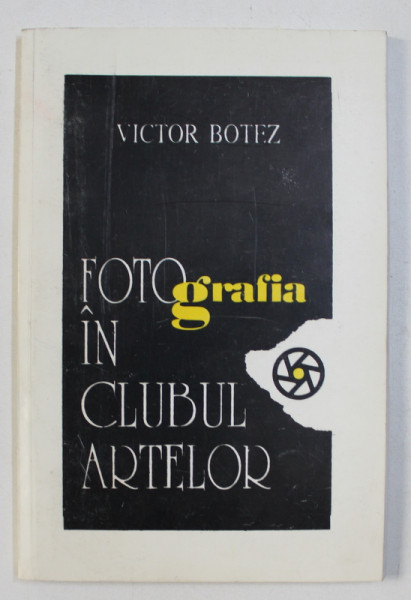 VICTOR BOTEZ
FOTOgrafia
ÎN
CLUBUL
ARTELOR